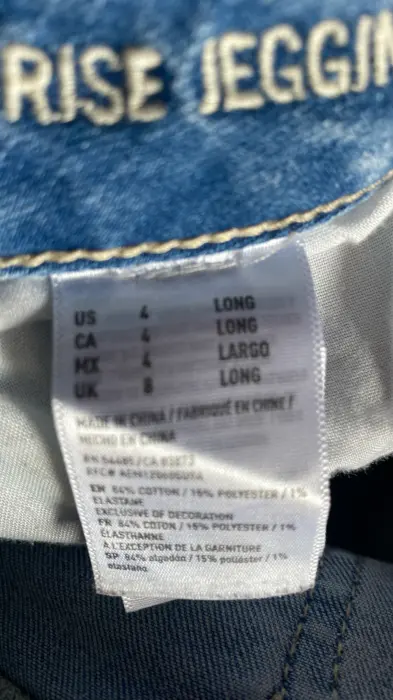 RISE JEGGIN
US 4 LONG
CA 4 LONG
MX 4 LARGO
UK 8 LONG
MADE IN CHINA / FABRIQUÉ EN CHINE /
HECHO EN CHINA
EN 84% COTTON / 15% POLYESTER / 1%
ELASTANE
EXCLUSIVE OF DECORATION
FR 84% COTON / 15% POLYESTER / 1%
ELASTHANNE
A L'EXCEPTION DE LA GARNITURE
SP 84% algodón / 15% poliéster / 1%
elastano